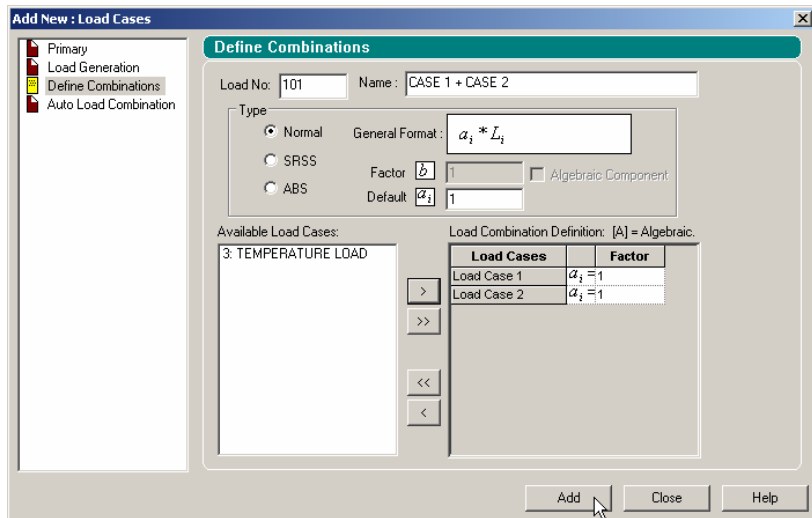 Add New : Load Cases
Primary
Load Generation
Define Combinations
Auto Load Combination
Define Combinations
Load No: 101 Name : CASE 1 + CASE 2
Type
Normal General Format : a_i * L_i
SRSS
Factor b 1 Algebraic Component
ABS
Default a_i 1
Available Load Cases:
3: TEMPERATURE LOAD
>
>>
<<
<
Load Combination Definition: [A] = Algebraic.
Load Cases Factor
Load Case 1 a_i = 1
Load Case 2 a_i = 1
Add Close Help